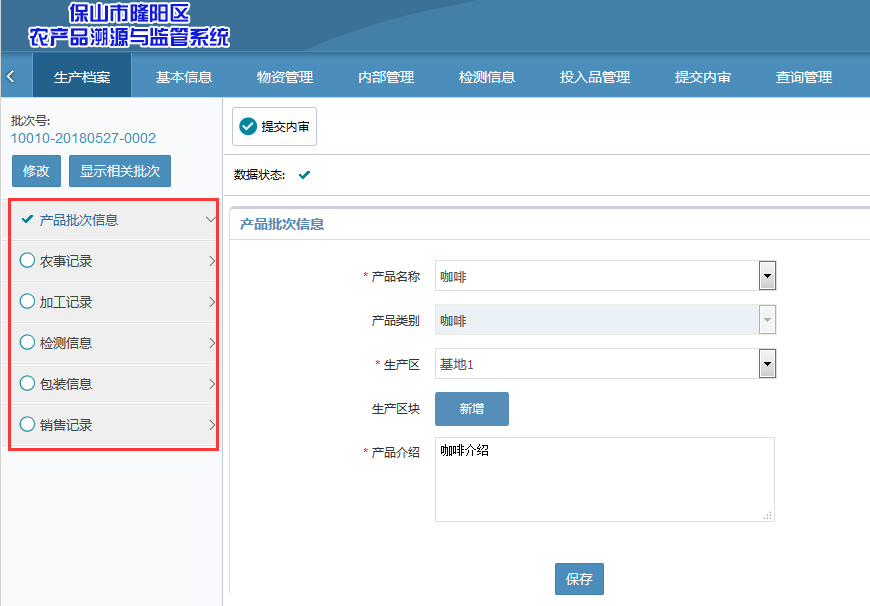 保山市隆阳区
农产品溯源与监管系统
生产档案 基本信息 物资管理 内部管理 检测信息 投入品管理 提交内审 查询管理
批次号:
10010-20180527-0002
修改 显示相关批次
产品批次信息
农事记录
加工记录
检测信息
包装信息
销售记录
提交内审
数据状态:
产品批次信息
* 产品名称 咖啡
产品类别 咖啡
* 生产区 基地1
生产区块 新增
* 产品介绍 咖啡介绍
保存